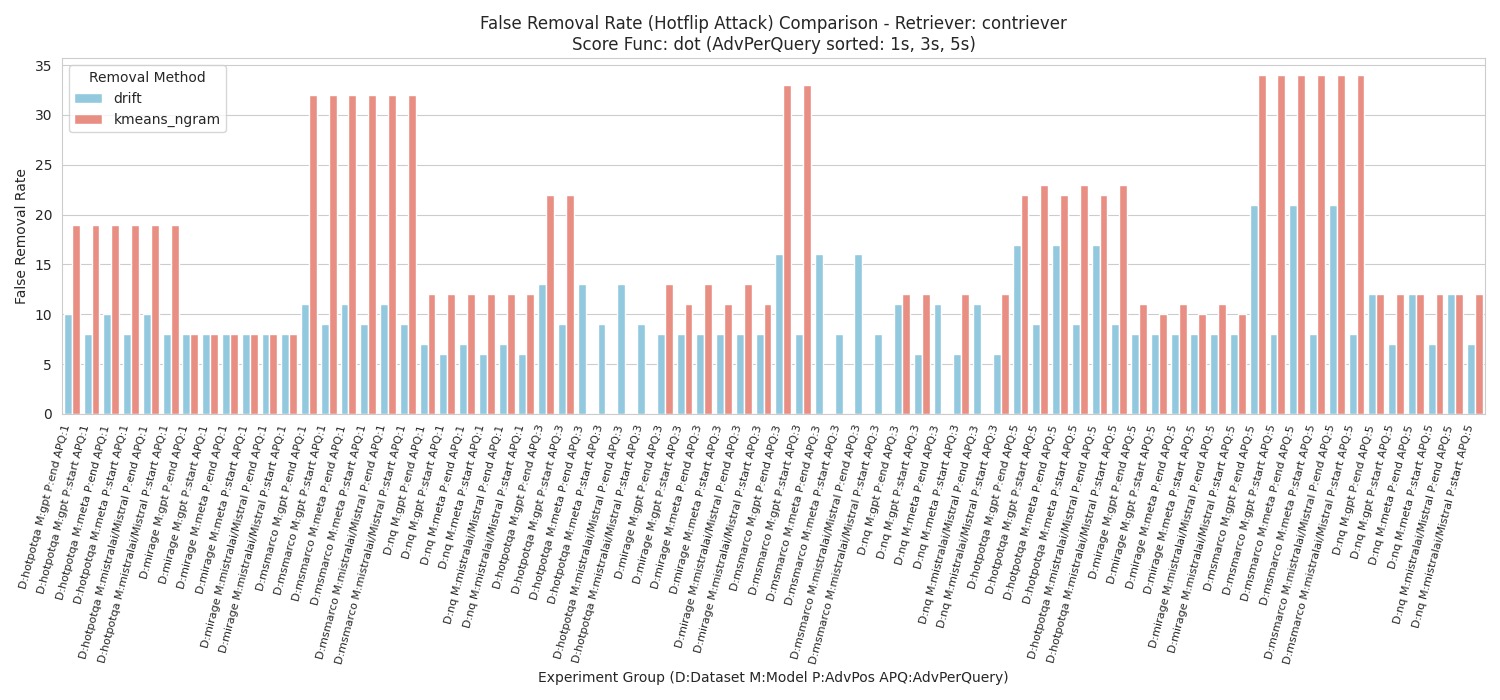 False Removal Rate (Hotflip Attack) Comparison - Retriever: contriever
Score Func: dot (AdvPerQuery sorted: 1s, 3s, 5s)
Removal Method
drift
kmeans_ngram
False Removal Rate
35
30
25
20
15
10
5
0
D:hotpotqa M:gpt P:end APQ:1
D:hotpotqa M:gpt P:start APQ:1
D:hotpotqa M:meta P:end APQ:1
D:hotpotqa M:meta P:start APQ:1
D:hotpotqa M:mistralai/Mistral P:end APQ:1
D:hotpotqa M:mistralai/Mistral P:start APQ:1
D:mirage M:gpt P:end APQ:1
D:mirage M:gpt P:start APQ:1
D:mirage M:meta P:end APQ:1
D:mirage M:meta P:start APQ:1
D:mirage M:mistralai/Mistral P:end APQ:1
D:mirage M:mistralai/Mistral P:start APQ:1
D:msmarco M:gpt P:end APQ:1
D:msmarco M:gpt P:start APQ:1
D:msmarco M:meta P:end APQ:1
D:msmarco M:meta P:start APQ:1
D:msmarco M:mistralai/Mistral P:end APQ:1
D:msmarco M:mistralai/Mistral P:start APQ:1
D:nq M:gpt P:end APQ:1
D:nq M:gpt P:start APQ:1
D:nq M:meta P:end APQ:1
D:nq M:meta P:start APQ:1
D:nq M:mistralai/Mistral P:end APQ:1
D:nq M:mistralai/Mistral P:start APQ:1
D:hotpotqa M:gpt P:end APQ:3
D:hotpotqa M:gpt P:start APQ:3
D:hotpotqa M:meta P:end APQ:3
D:hotpotqa M:meta P:start APQ:3
D:hotpotqa M:mistralai/Mistral P:end APQ:3
D:hotpotqa M:mistralai/Mistral P:start APQ:3
D:mirage M:gpt P:end APQ:3
D:mirage M:gpt P:start APQ:3
D:mirage M:meta P:end APQ:3
D:mirage M:meta P:start APQ:3
D:mirage M:mistralai/Mistral P:end APQ:3
D:mirage M:mistralai/Mistral P:start APQ:3
D:msmarco M:gpt P:end APQ:3
D:msmarco M:gpt P:start APQ:3
D:msmarco M:meta P:end APQ:3
D:msmarco M:meta P:start APQ:3
D:msmarco M:mistralai/Mistral P:end APQ:3
D:msmarco M:mistralai/Mistral P:start APQ:3
D:nq M:gpt P:end APQ:3
D:nq M:gpt P:start APQ:3
D:nq M:meta P:end APQ:3
D:nq M:meta P:start APQ:3
D:nq M:mistralai/Mistral P:end APQ:3
D:nq M:mistralai/Mistral P:start APQ:3
D:hotpotqa M:gpt P:end APQ:5
D:hotpotqa M:gpt P:start APQ:5
D:hotpotqa M:meta P:end APQ:5
D:hotpotqa M:meta P:start APQ:5
D:hotpotqa M:mistralai/Mistral P:end APQ:5
D:hotpotqa M:mistralai/Mistral P:start APQ:5
D:mirage M:gpt P:end APQ:5
D:mirage M:gpt P:start APQ:5
D:mirage M:meta P:end APQ:5
D:mirage M:meta P:start APQ:5
D:mirage M:mistralai/Mistral P:end APQ:5
D:mirage M:mistralai/Mistral P:start APQ:5
D:msmarco M:gpt P:end APQ:5
D:msmarco M:gpt P:start APQ:5
D:msmarco M:meta P:end APQ:5
D:msmarco M:meta P:start APQ:5
D:msmarco M:mistralai/Mistral P:end APQ:5
D:msmarco M:mistralai/Mistral P:start APQ:5
D:nq M:gpt P:end APQ:5
D:nq M:gpt P:start APQ:5
D:nq M:meta P:end APQ:5
D:nq M:meta P:start APQ:5
D:nq M:mistralai/Mistral P:end APQ:5
D:nq M:mistralai/Mistral P:start APQ:5
Experiment Group (D:Dataset M:Model P:AdvPos APQ:AdvPerQuery)